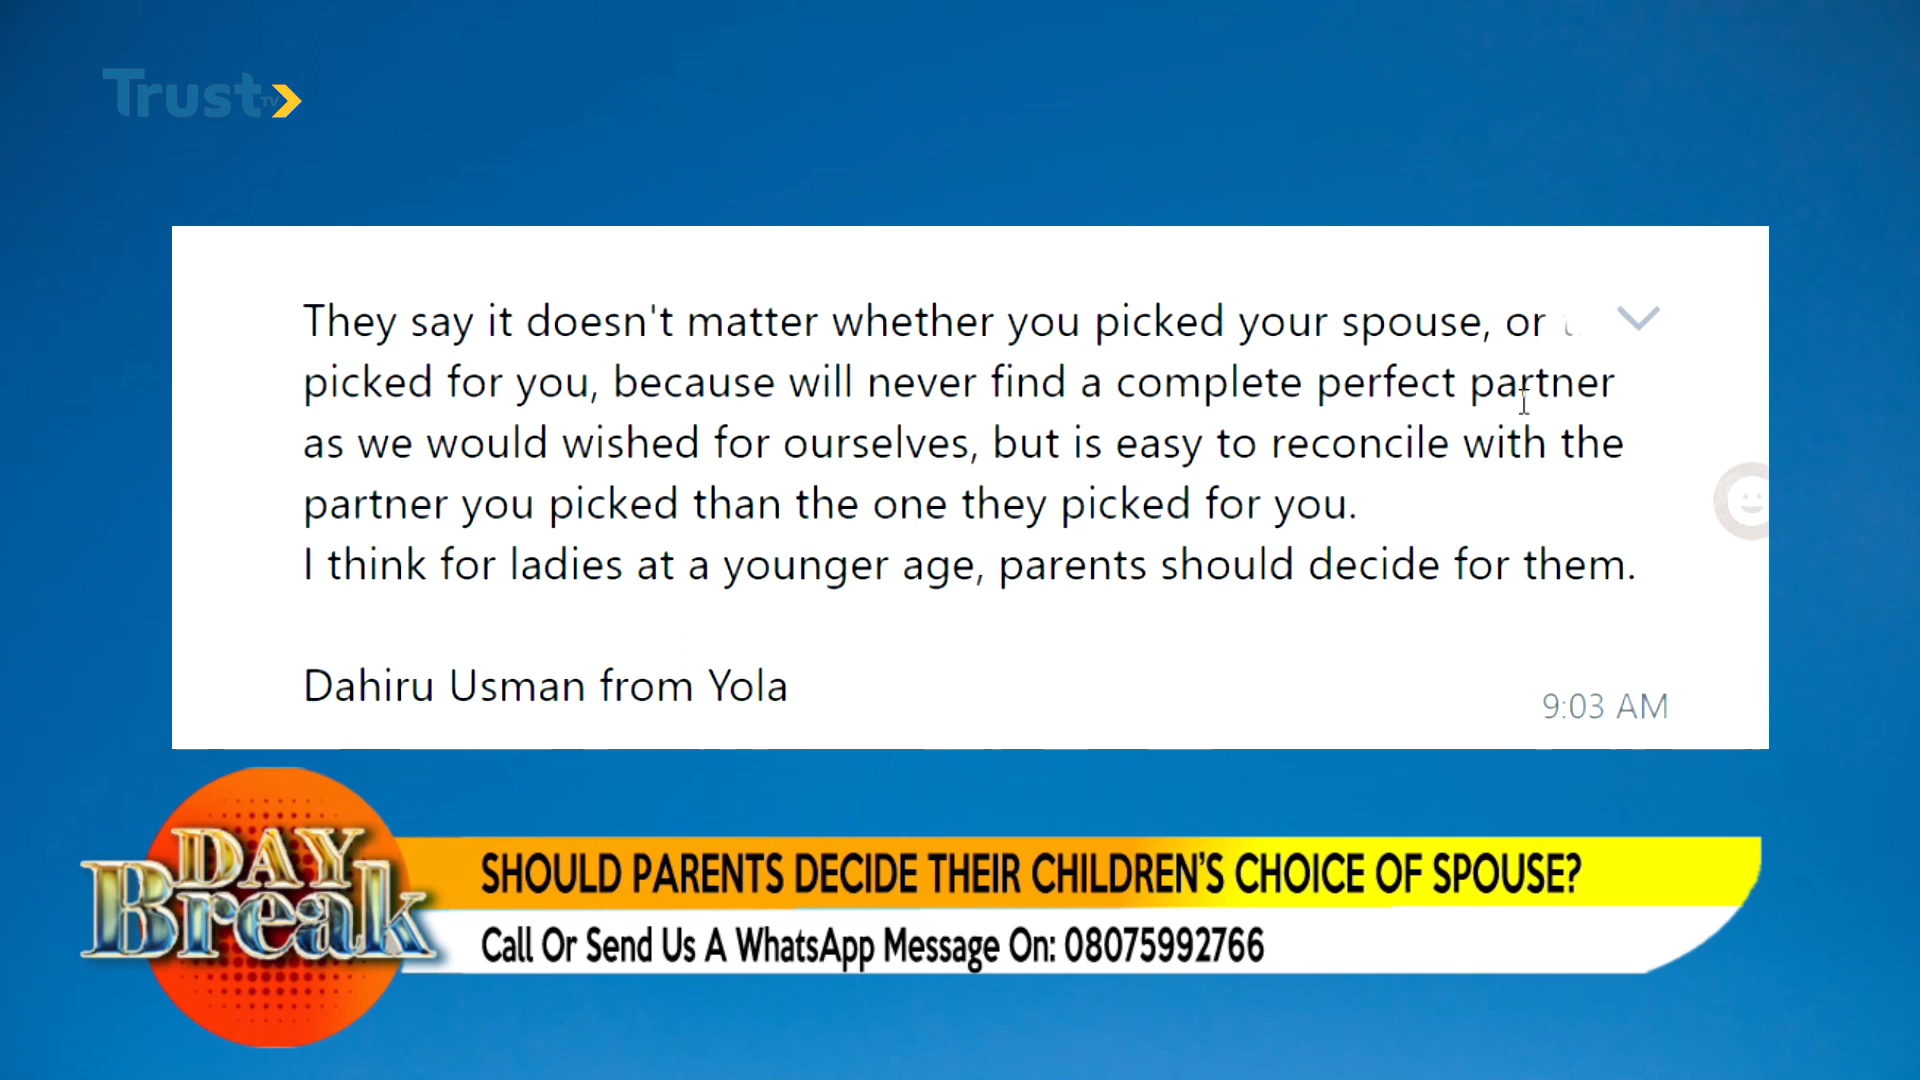 Trust TV
They say it doesn't matter whether you picked your spouse, or
picked for you, because will never find a complete perfect partner
as we would wished for ourselves, but is easy to reconcile with the
partner you picked than the one they picked for you.
I think for ladies at a younger age, parents should decide for them.
Dahiru Usman from Yola
9:03 AM
DAY
Break
SHOULD PARENTS DECIDE THEIR CHILDREN'S CHOICE OF SPOUSE?
Call Or Send Us A WhatsApp Message On: 08075992766